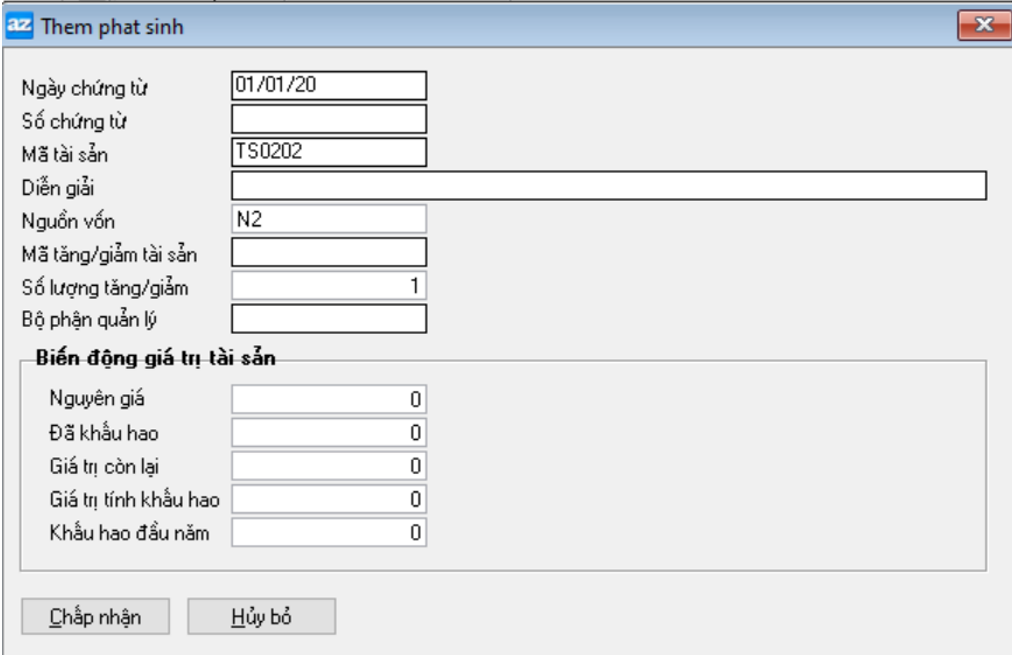 az Them phat sinh
Ngày chứng từ 01/01/20
Số chứng từ
Mã tài sản TS0202
Diễn giải
Nguồn vốn N2
Mã tăng/giảm tài sản
Số lượng tăng/giảm 1
Bộ phận quản lý
Biến động giá trị tài sản
Nguyên giá 0
Đã khấu hao 0
Giá trị còn lại 0
Giá trị tính khấu hao 0
Khấu hao đầu năm 0
Chấp nhận Hủy bỏ